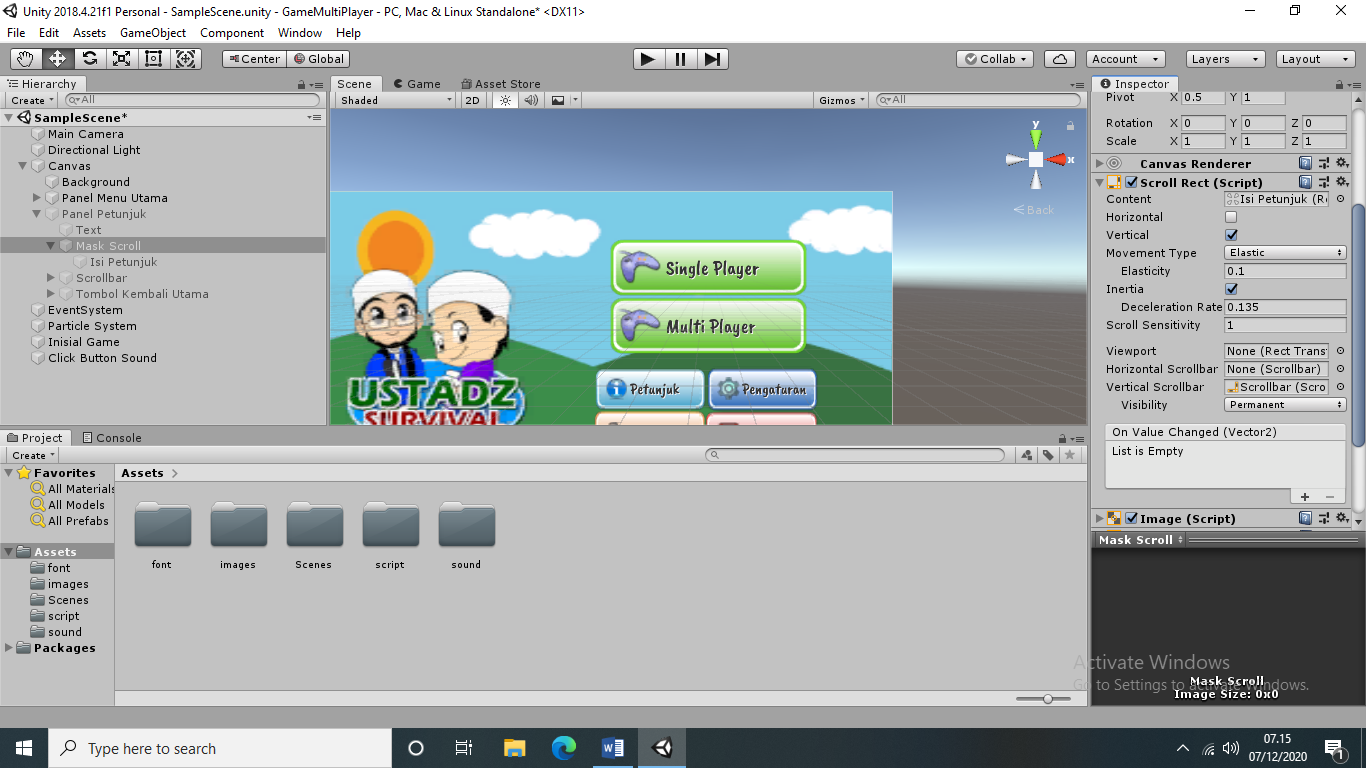 Unity 2018.4.21f1 Personal - SampleScene.unity - GameMultiPlayer - PC, Mac & Linux Standalone* <DX11>
File Edit Assets GameObject Component Window Help
Center Global Collab Account Layers Layout
Hierarchy
Create All
SampleScene*
Main Camera
Directional Light
Canvas
Background
Panel Menu Utama
Panel Petunjuk
Text
Mask Scroll
Isi Petunjuk
Scrollbar
Tombol Kembali Utama
EventSystem
Particle System
Inisial Game
Click Button Sound
Scene Game Asset Store
Shaded 2D Gizmos All
y
x
Back
Single Player
Multi Player
Petunjuk Pengaturan
USTADZ
SURVIVAL
Inspector
Pivot X 0.5 Y 1
Rotation X 0 Y 0 Z 0
Scale X 1 Y 1 Z 1
Canvas Renderer
Scroll Rect (Script)
Content Isi Petunjuk (R
Horizontal
Vertical
Movement Type Elastic
Elasticity 0.1
Inertia
Deceleration Rate 0.135
Scroll Sensitivity 1
Viewport None (Rect Trans
Horizontal Scrollbar None (Scrollbar)
Vertical Scrollbar Scrollbar (Scro
Visibility Permanent
On Value Changed (Vector2)
List is Empty
Image (Script)
Mask Scroll
Mask Scroll
Image Size: 0x0
Activate Windows
Go to Settings to activate Windows.
Project Console
Create
Favorites
All Materials
All Models
All Prefabs
Assets
font
images
Scenes
script
sound
Packages
Assets
font images Scenes script sound
Type here to search
07.15
07/12/2020
1